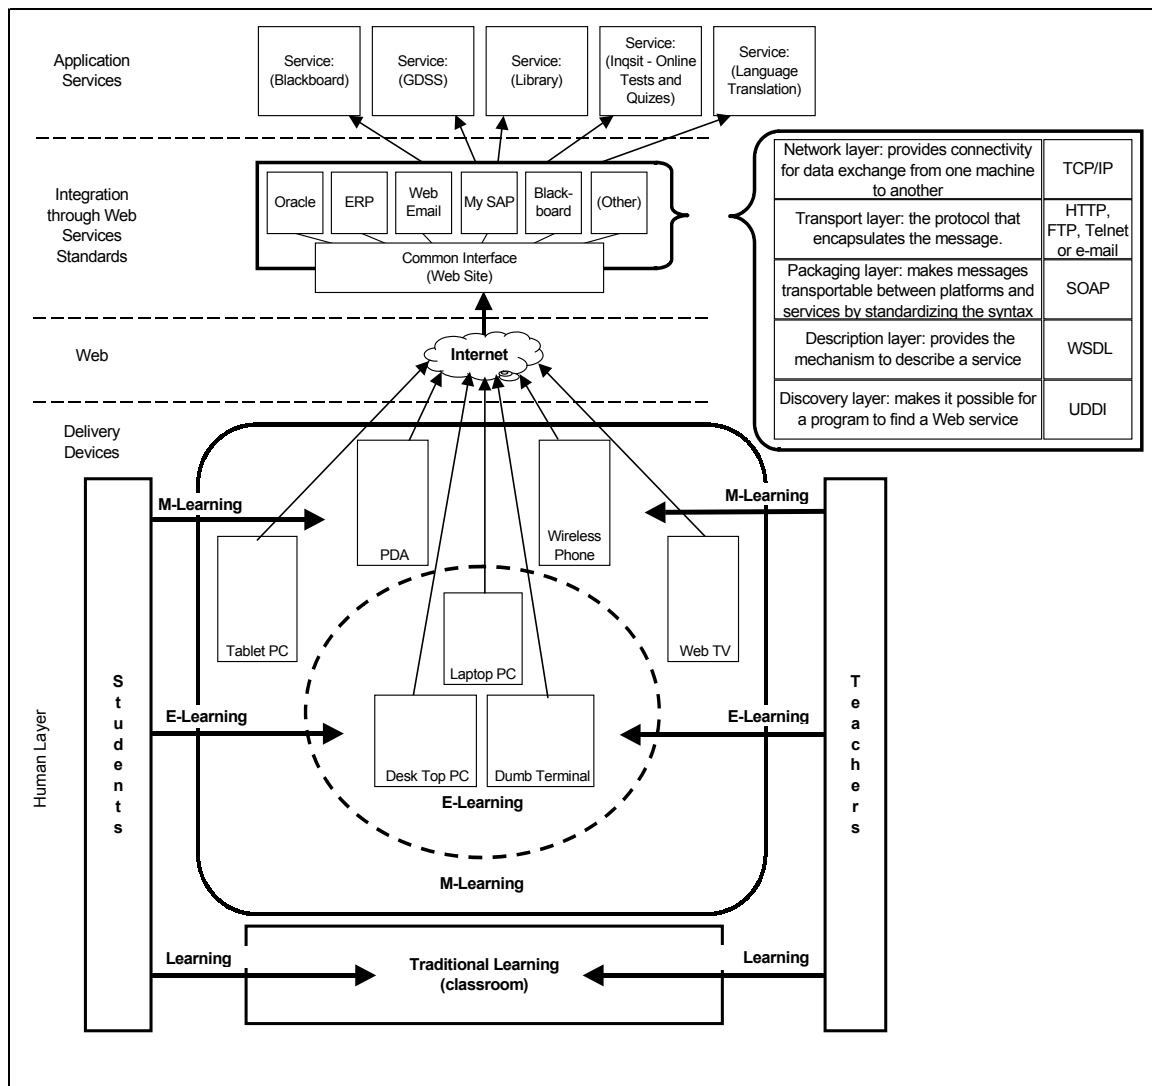 Application
Services
Service:
(Blackboard)
Service:
(GDSS)
Service:
(Library)
Service:
(Inqsit - Online
Tests and
Quizes)
Service:
(Language
Translation)
Integration
through Web
Services
Standards
Oracle
ERP
Web
Email
My SAP
Black-
board
(Other)
Common Interface
(Web Site)
Network layer: provides connectivity
for data exchange from one machine
to another
TCP/IP
Transport layer: the protocol that
encapsulates the message.
HTTP,
FTP, Telnet
or e-mail
Packaging layer: makes messages
transportable between platforms and
services by standardizing the syntax
SOAP
Description layer: provides the
mechanism to describe a service
WSDL
Discovery layer: makes it possible for
a program to find a Web service
UDDI
Web
Internet
Delivery
Devices
M-Learning
M-Learning
PDA
Wireless
Phone
Tablet PC
Web TV
Laptop PC
Human Layer
Students
Teachers
E-Learning
E-Learning
Desk Top PC
Dumb Terminal
E-Learning
M-Learning
Learning
Traditional Learning
(classroom)
Learning